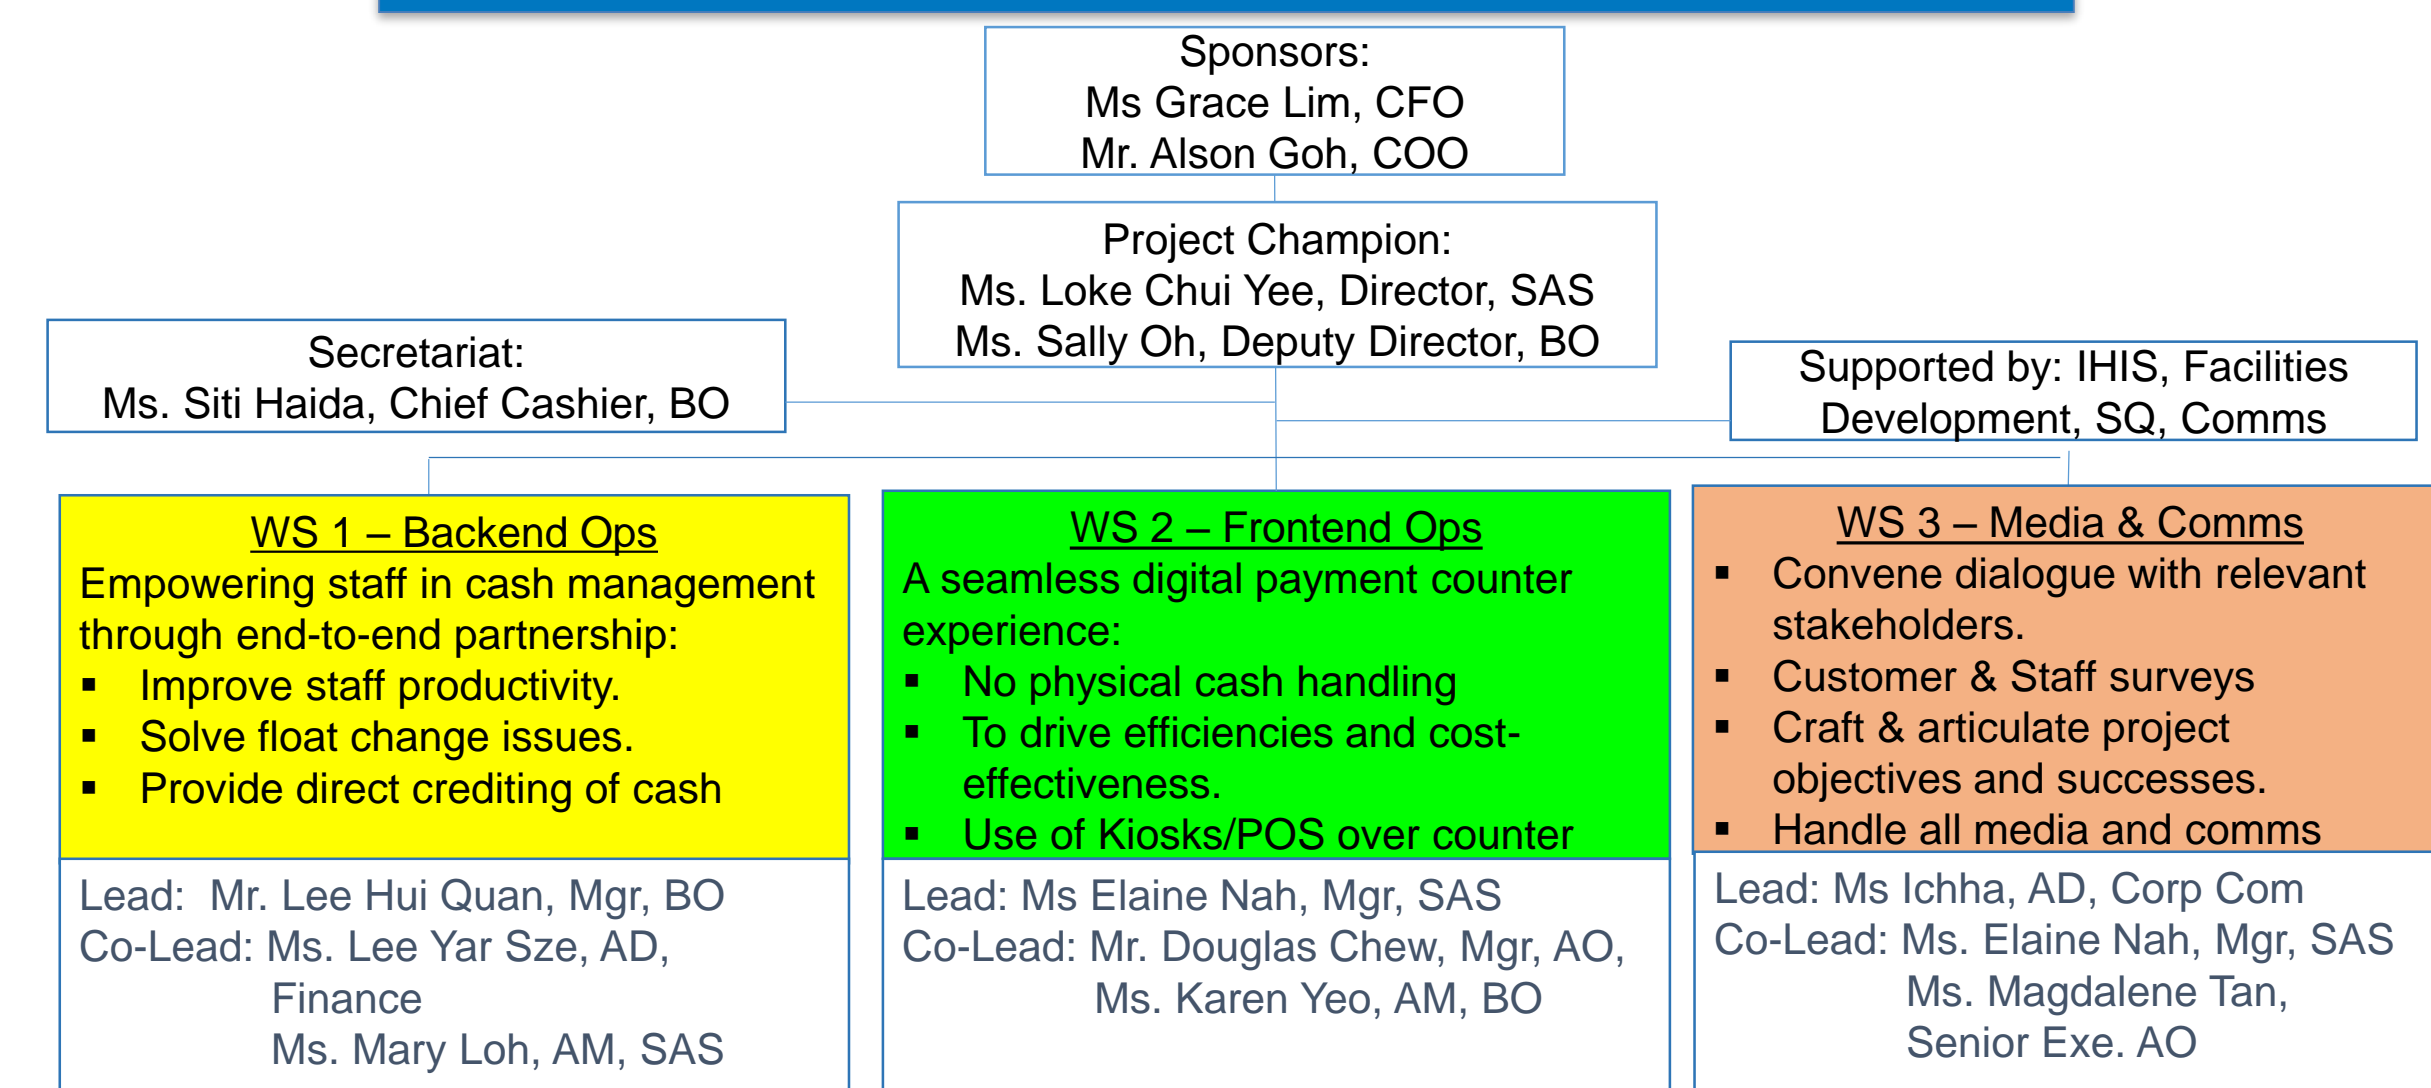 Sponsors:
Ms Grace Lim, CFO
Mr. Alson Goh, COO
Project Champion:
Ms. Loke Chui Yee, Director, SAS
Ms. Sally Oh, Deputy Director, BO
Secretariat:
Ms. Siti Haida, Chief Cashier, BO
Supported by: IHIS, Facilities
Development, SQ, Comms
WS 1 – Backend Ops
Empowering staff in cash management
through end-to-end partnership:
▪ Improve staff productivity.
▪ Solve float change issues.
▪ Provide direct crediting of cash
Lead: Mr. Lee Hui Quan, Mgr, BO
Co-Lead: Ms. Lee Yar Sze, AD,
Finance
Ms. Mary Loh, AM, SAS
WS 2 – Frontend Ops
A seamless digital payment counter
experience:
▪ No physical cash handling
▪ To drive efficiencies and cost-
effectiveness.
▪ Use of Kiosks/POS over counter
Lead: Ms Elaine Nah, Mgr, SAS
Co-Lead: Mr. Douglas Chew, Mgr, AO,
Ms. Karen Yeo, AM, BO
WS 3 – Media & Comms
▪ Convene dialogue with relevant
stakeholders.
▪ Customer & Staff surveys
▪ Craft & articulate project
objectives and successes.
▪ Handle all media and comms
Lead: Ms Ichha, AD, Corp Com
Co-Lead: Ms. Elaine Nah, Mgr, SAS
Ms. Magdalene Tan,
Senior Exe. AO